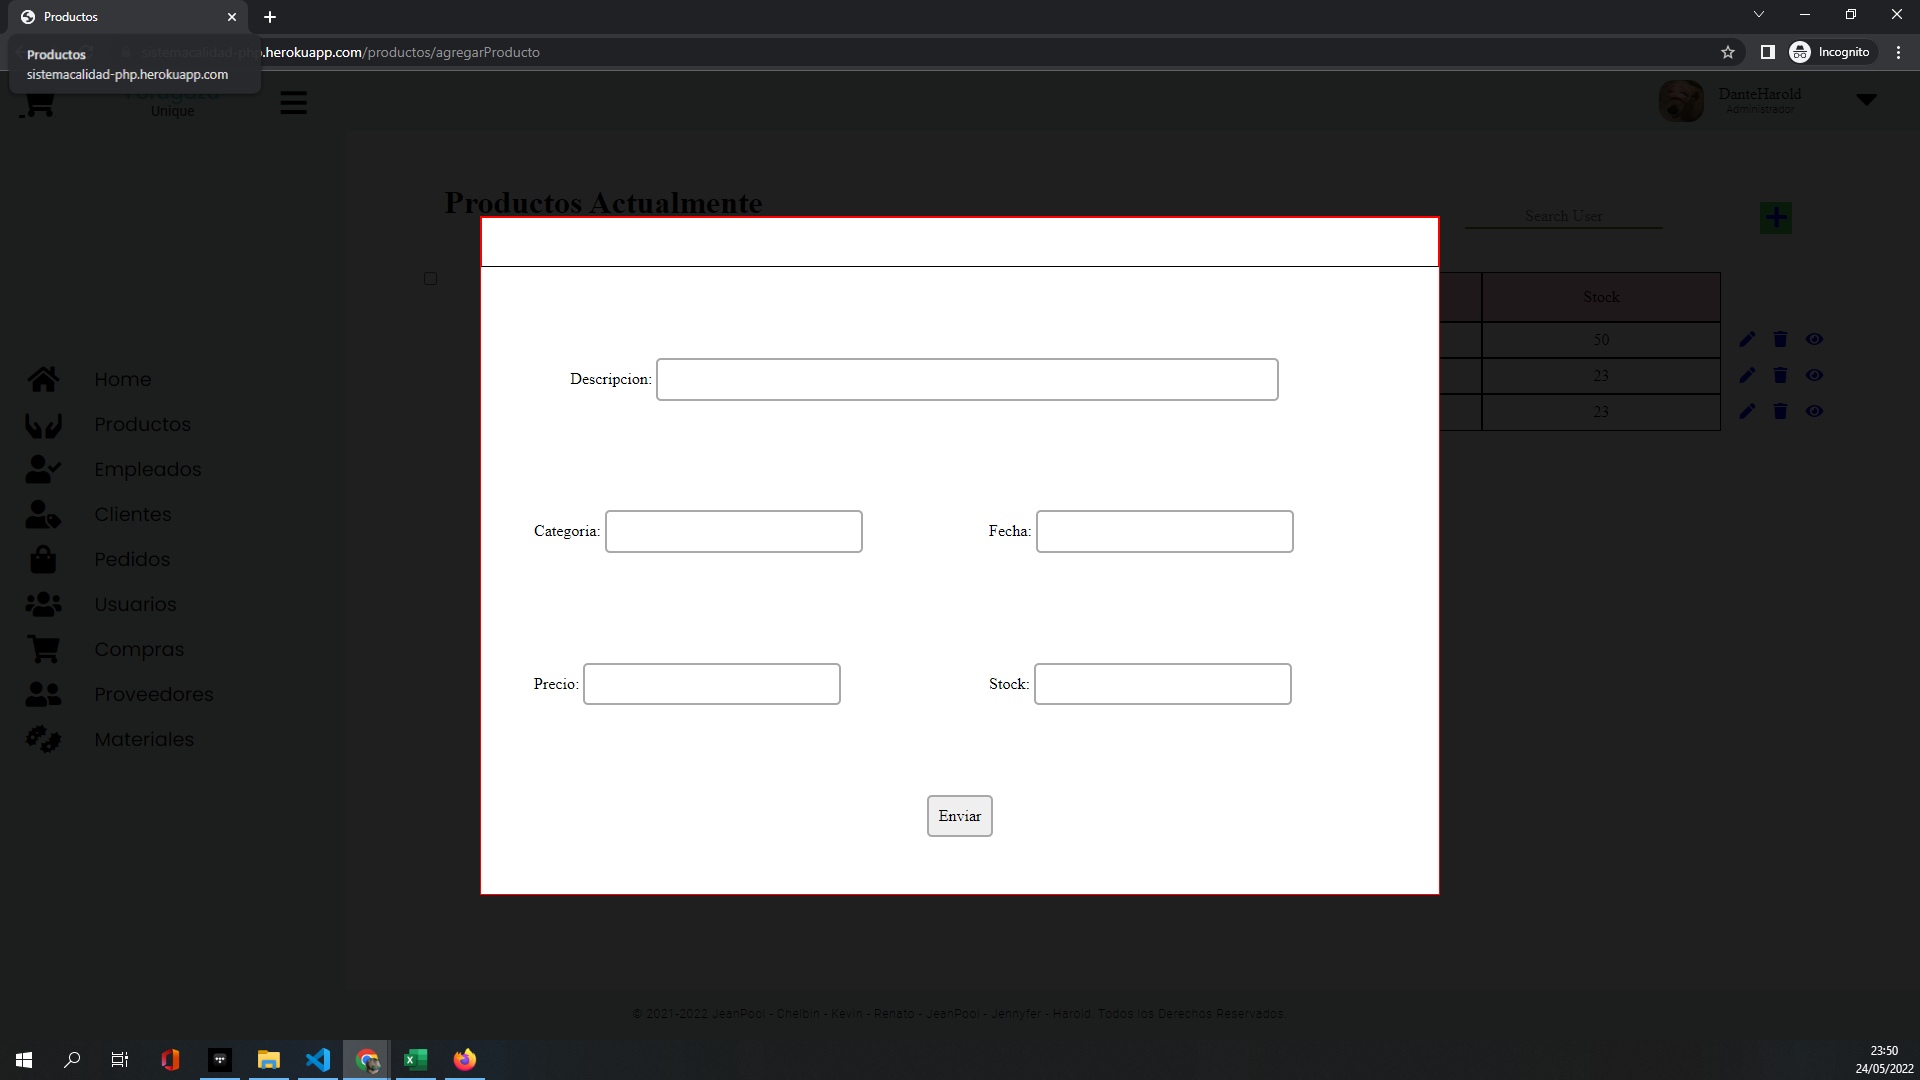 Productos
sistemacalidad-php.herokuapp.com/productos/agregarProducto
Incognito
Productos
sistemacalidad-php.herokuapp.com
Unique
DanteHarold
Administrador
Productos Actualmente
Search User
Stock
50
23
23
Home
Productos
Empleados
Clientes
Pedidos
Usuarios
Compras
Proveedores
Materiales
Descripcion:
Categoria:
Fecha:
Precio:
Stock:
Enviar
© 2021-2022 JeanPool - Chelbin - Kevin - Renato - JeanPool - Jennyfer - Harold. Todos los Derechos Reservados
23:50
24/05/2022